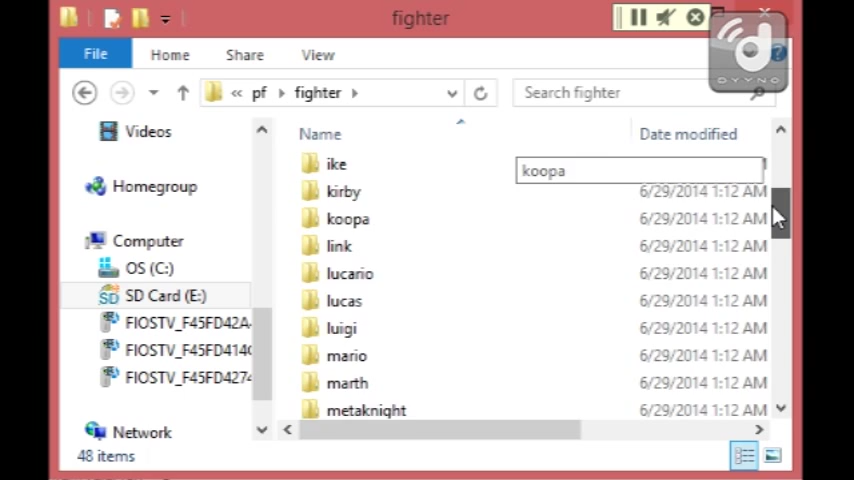 fighter
DYYNO
File Home Share View
« pf fighter
Search fighter
Videos
Homegroup
Computer
OS (C:)
SD Card (E:)
FIOSTV_F45FD42A
FIOSTV_F45FD414
FIOSTV_F45FD4274
Network
Name Date modified
ike
koopa
kirby 6/29/2014 1:12 AM
koopa 6/29/2014 1:12 AM
link 6/29/2014 1:12 AM
lucario 6/29/2014 1:12 AM
lucas 6/29/2014 1:12 AM
luigi 6/29/2014 1:12 AM
mario 6/29/2014 1:12 AM
marth 6/29/2014 1:12 AM
metaknight 6/29/2014 1:12 AM
48 items